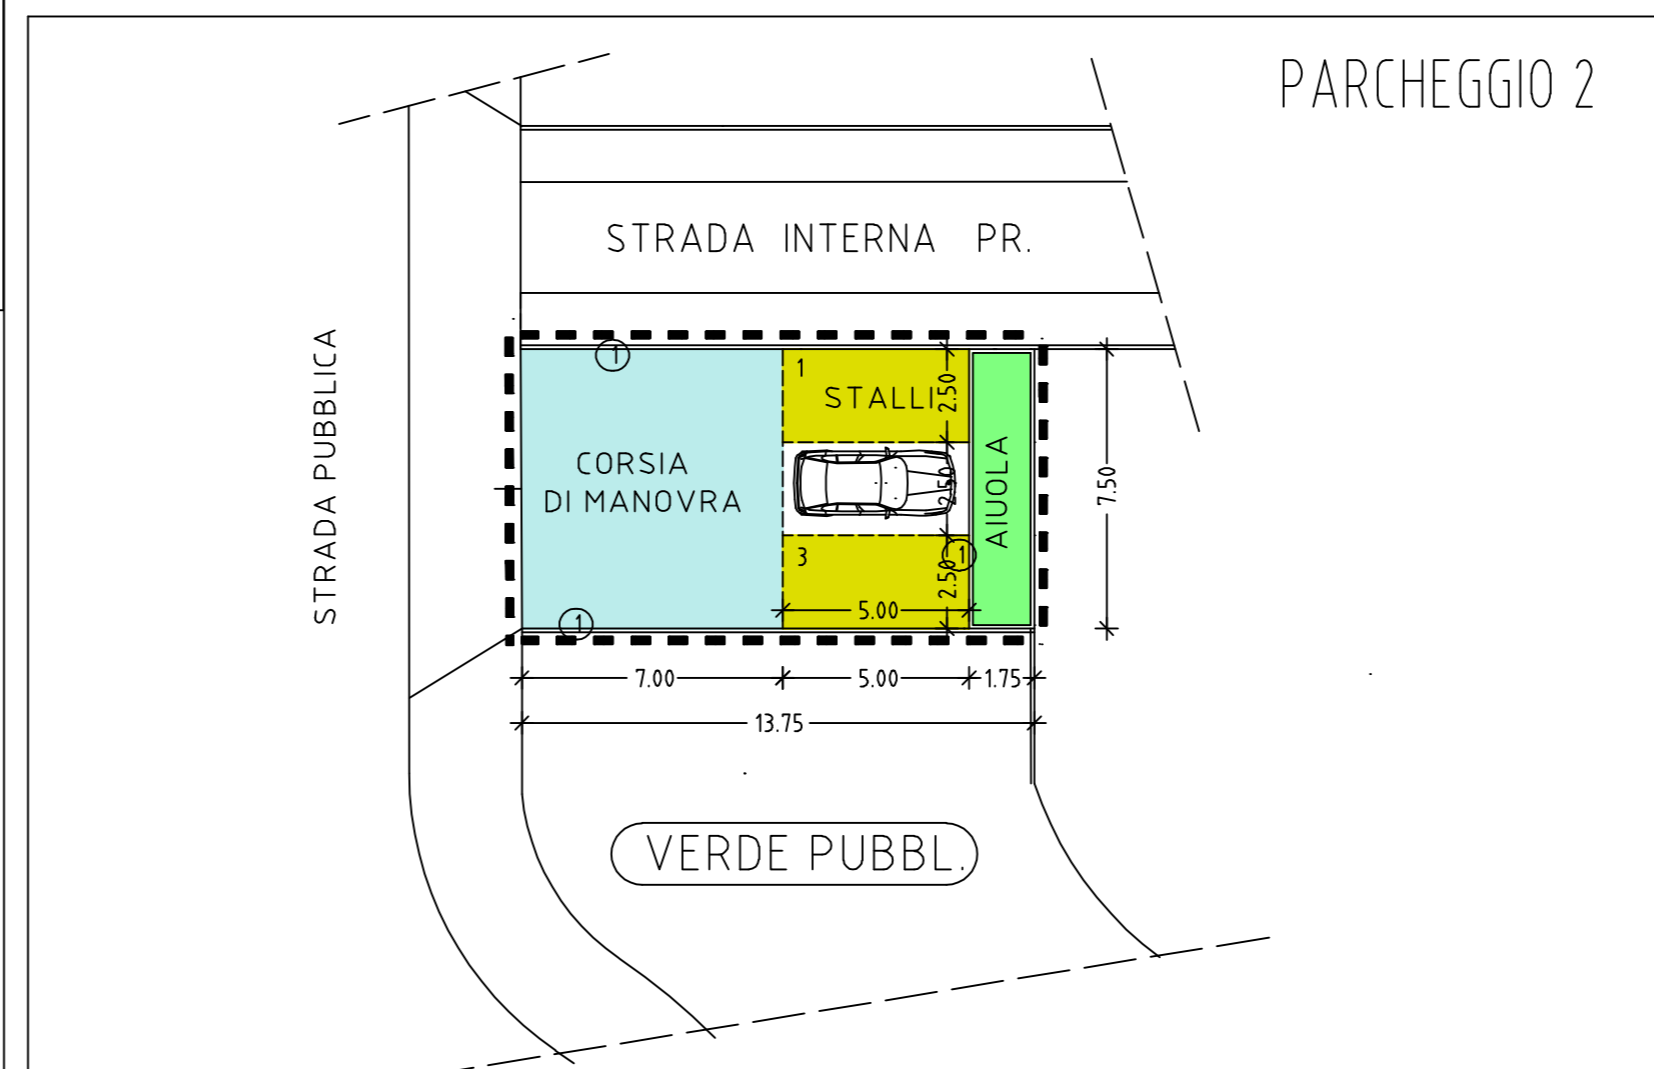 PARCHEGGIO 2
STRADA INTERNA PR.
STRADA PUBBLICA
1
1
STALLI
2.50
CORSIA
DI MANOVRA
2.50
AIUOLA
7.50
3
1
2.50
5.00
1
7.00
5.00
1.75
13.75
VERDE PUBBL.